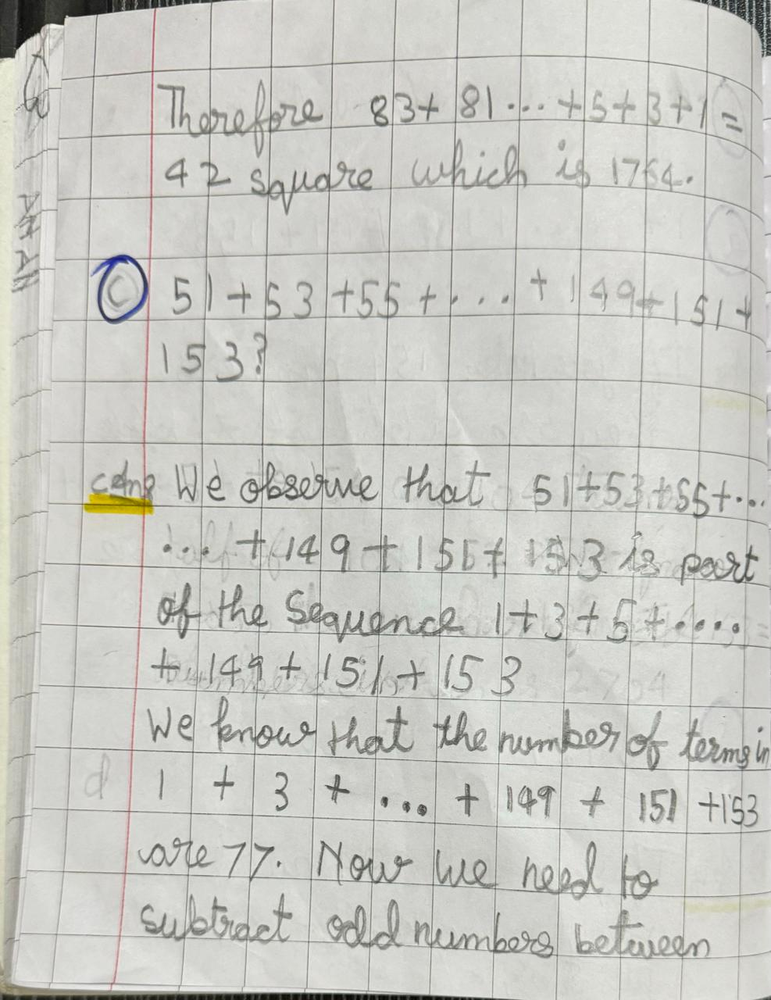 Therefore 83+ 81... +5+3+1 =
42 square which is 1764.
C 51+53+55+.... + 149+151+
153?
c Ans We observe that 51+53+55+...
.... + 149 + 151+ 153 is part
of the Sequence 1+3+5+....
+ 149 + 151 + 153
We know that the number of terms in
d 1 + 3 + ... + 149 + 151 +153
are 77. Now we need to
subtract odd numbers between